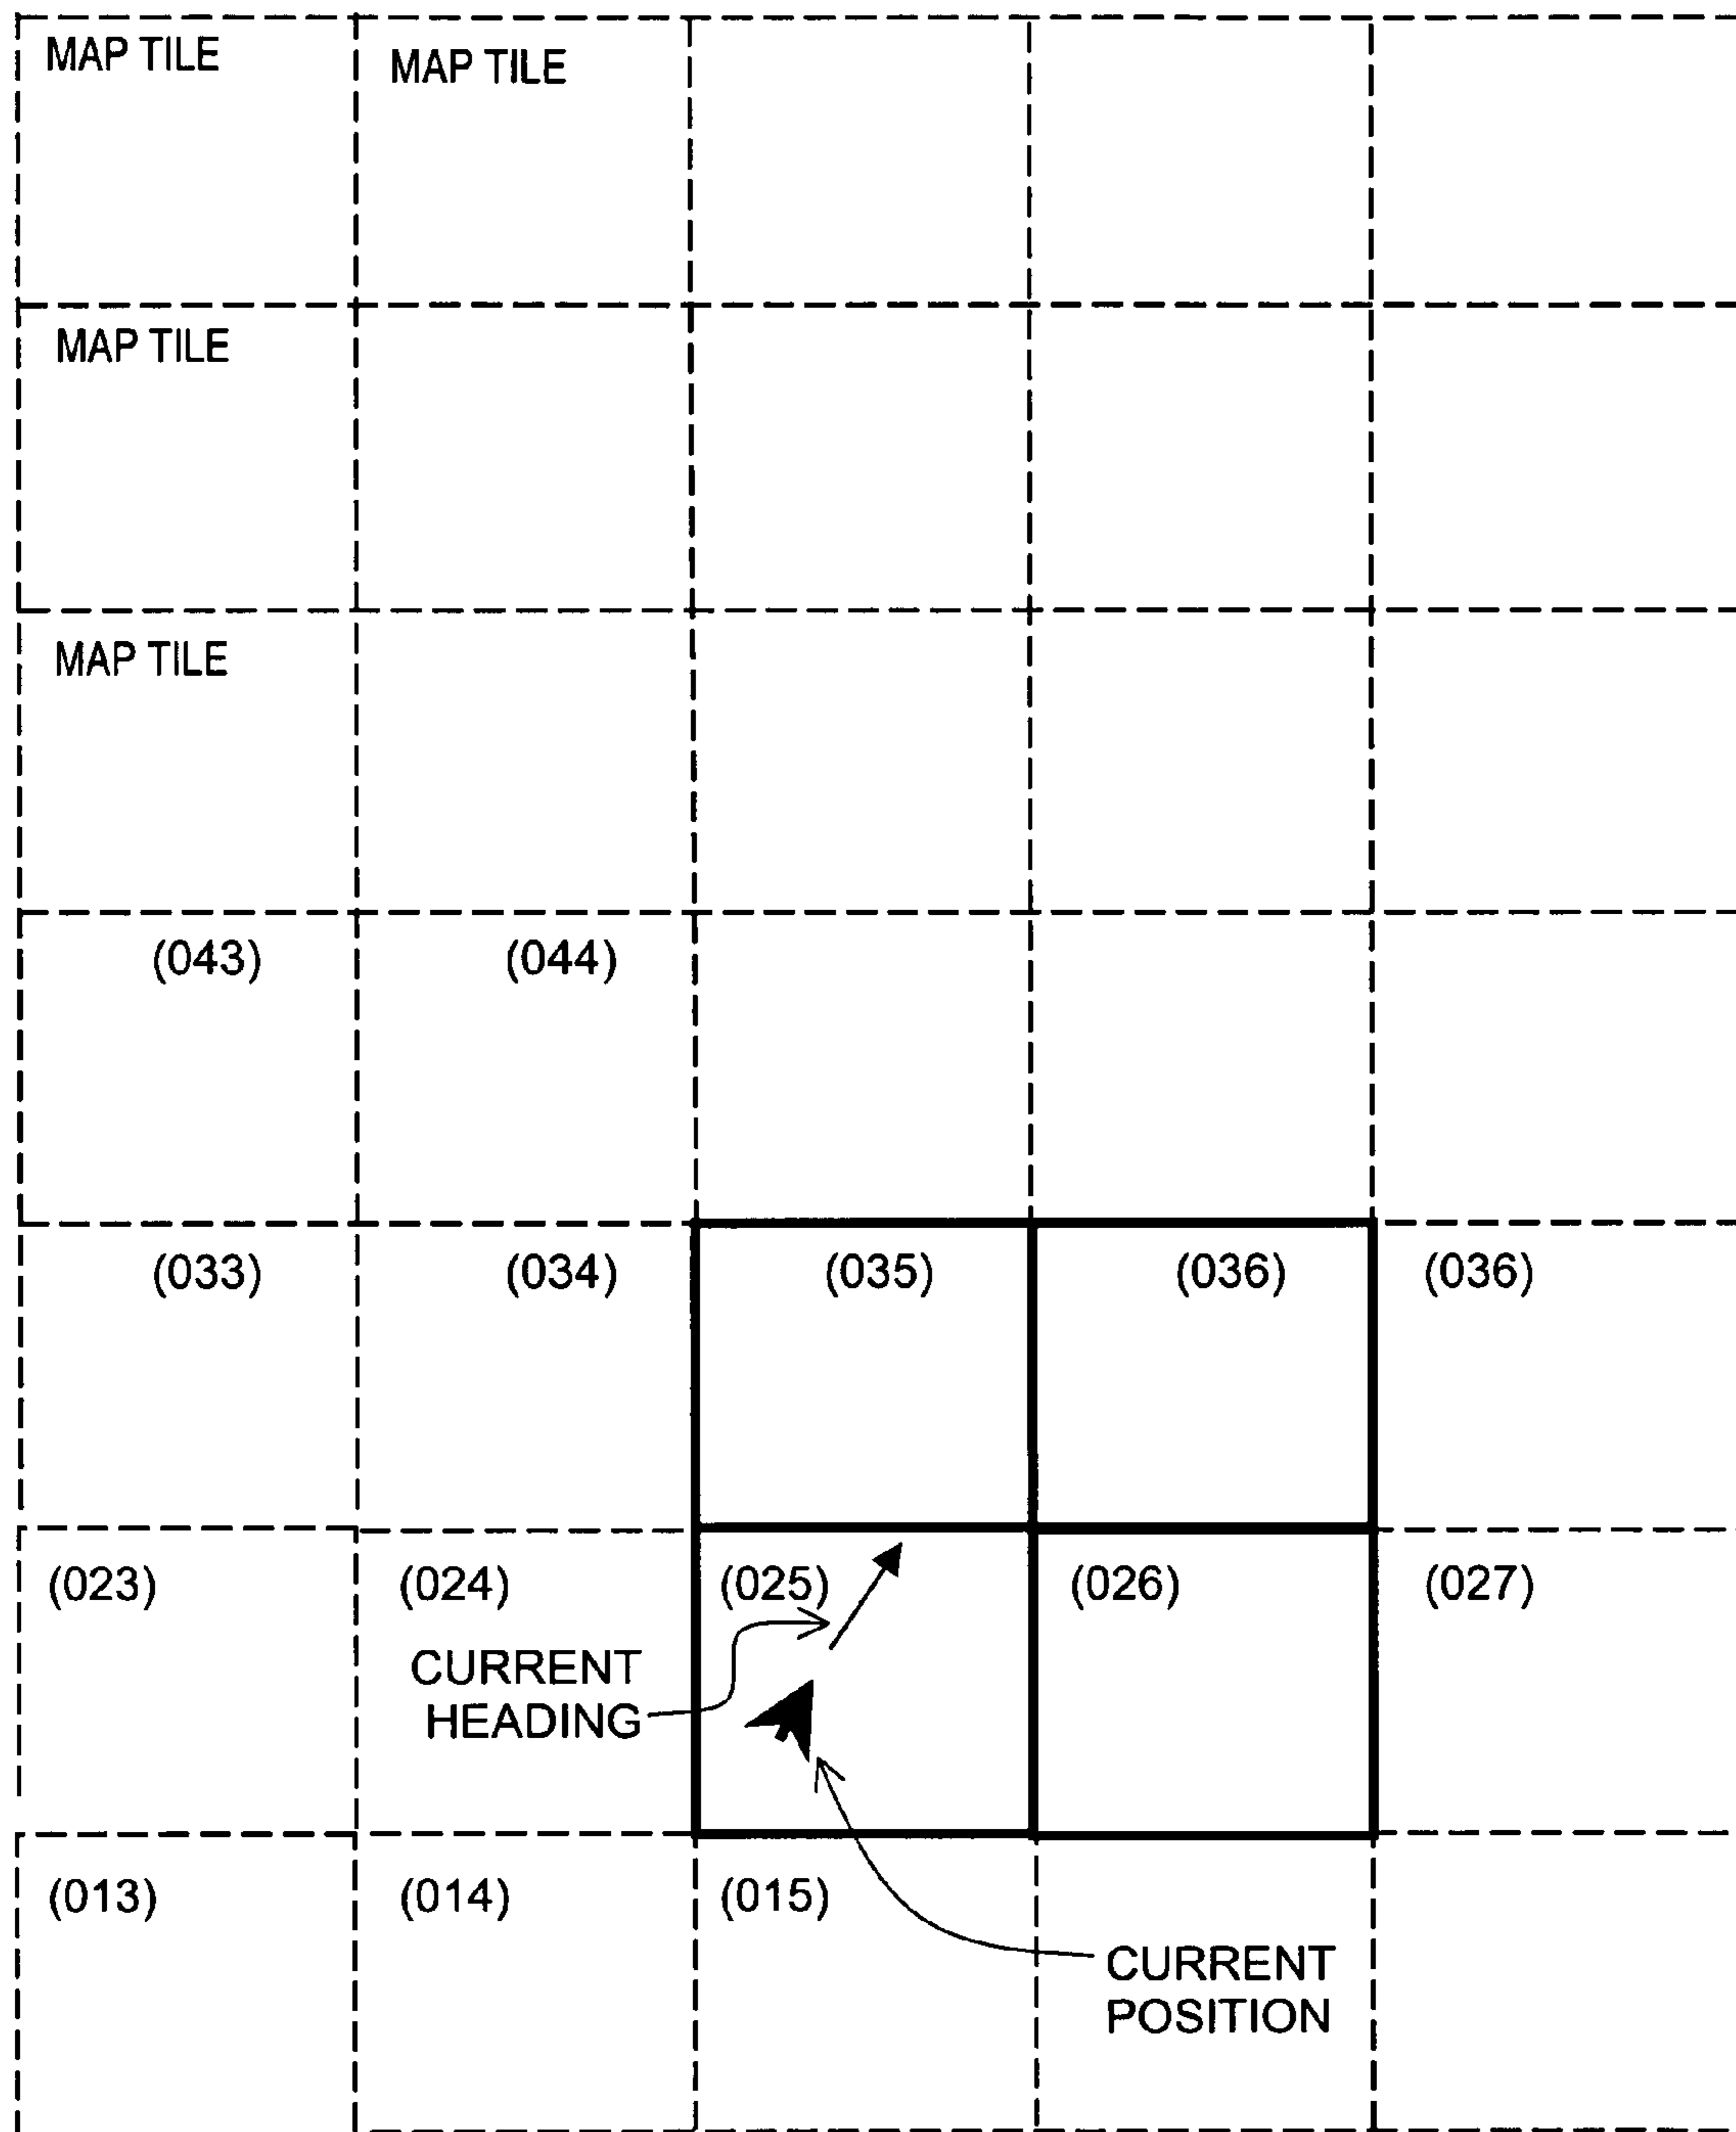 MAP TILE
MAP TILE
MAP TILE
MAP TILE
(043)
(044)
(033)
(034)
(035)
(036)
(036)
(023)
(024)
(025)
(026)
(027)
CURRENT
HEADING
(013)
(014)
(015)
CURRENT
POSITION